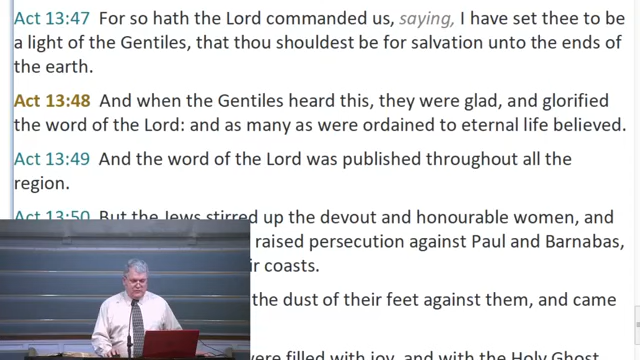 Act 13:47 For so hath the Lord commanded us, saying, I have set thee to be
a light of the Gentiles, that thou shouldest be for salvation unto the ends of
the earth.
Act 13:48 And when the Gentiles heard this, they were glad, and glorified
the word of the Lord: and as many as were ordained to eternal life believed.
Act 13:49 And the word of the Lord was published throughout all the
region.
Act 13:50 But the Jews stirred up the devout and honourable women, and
raised persecution against Paul and Barnabas,
coasts.
the dust of their feet against them, and came
were filled with joy, and with the Holy Ghost.